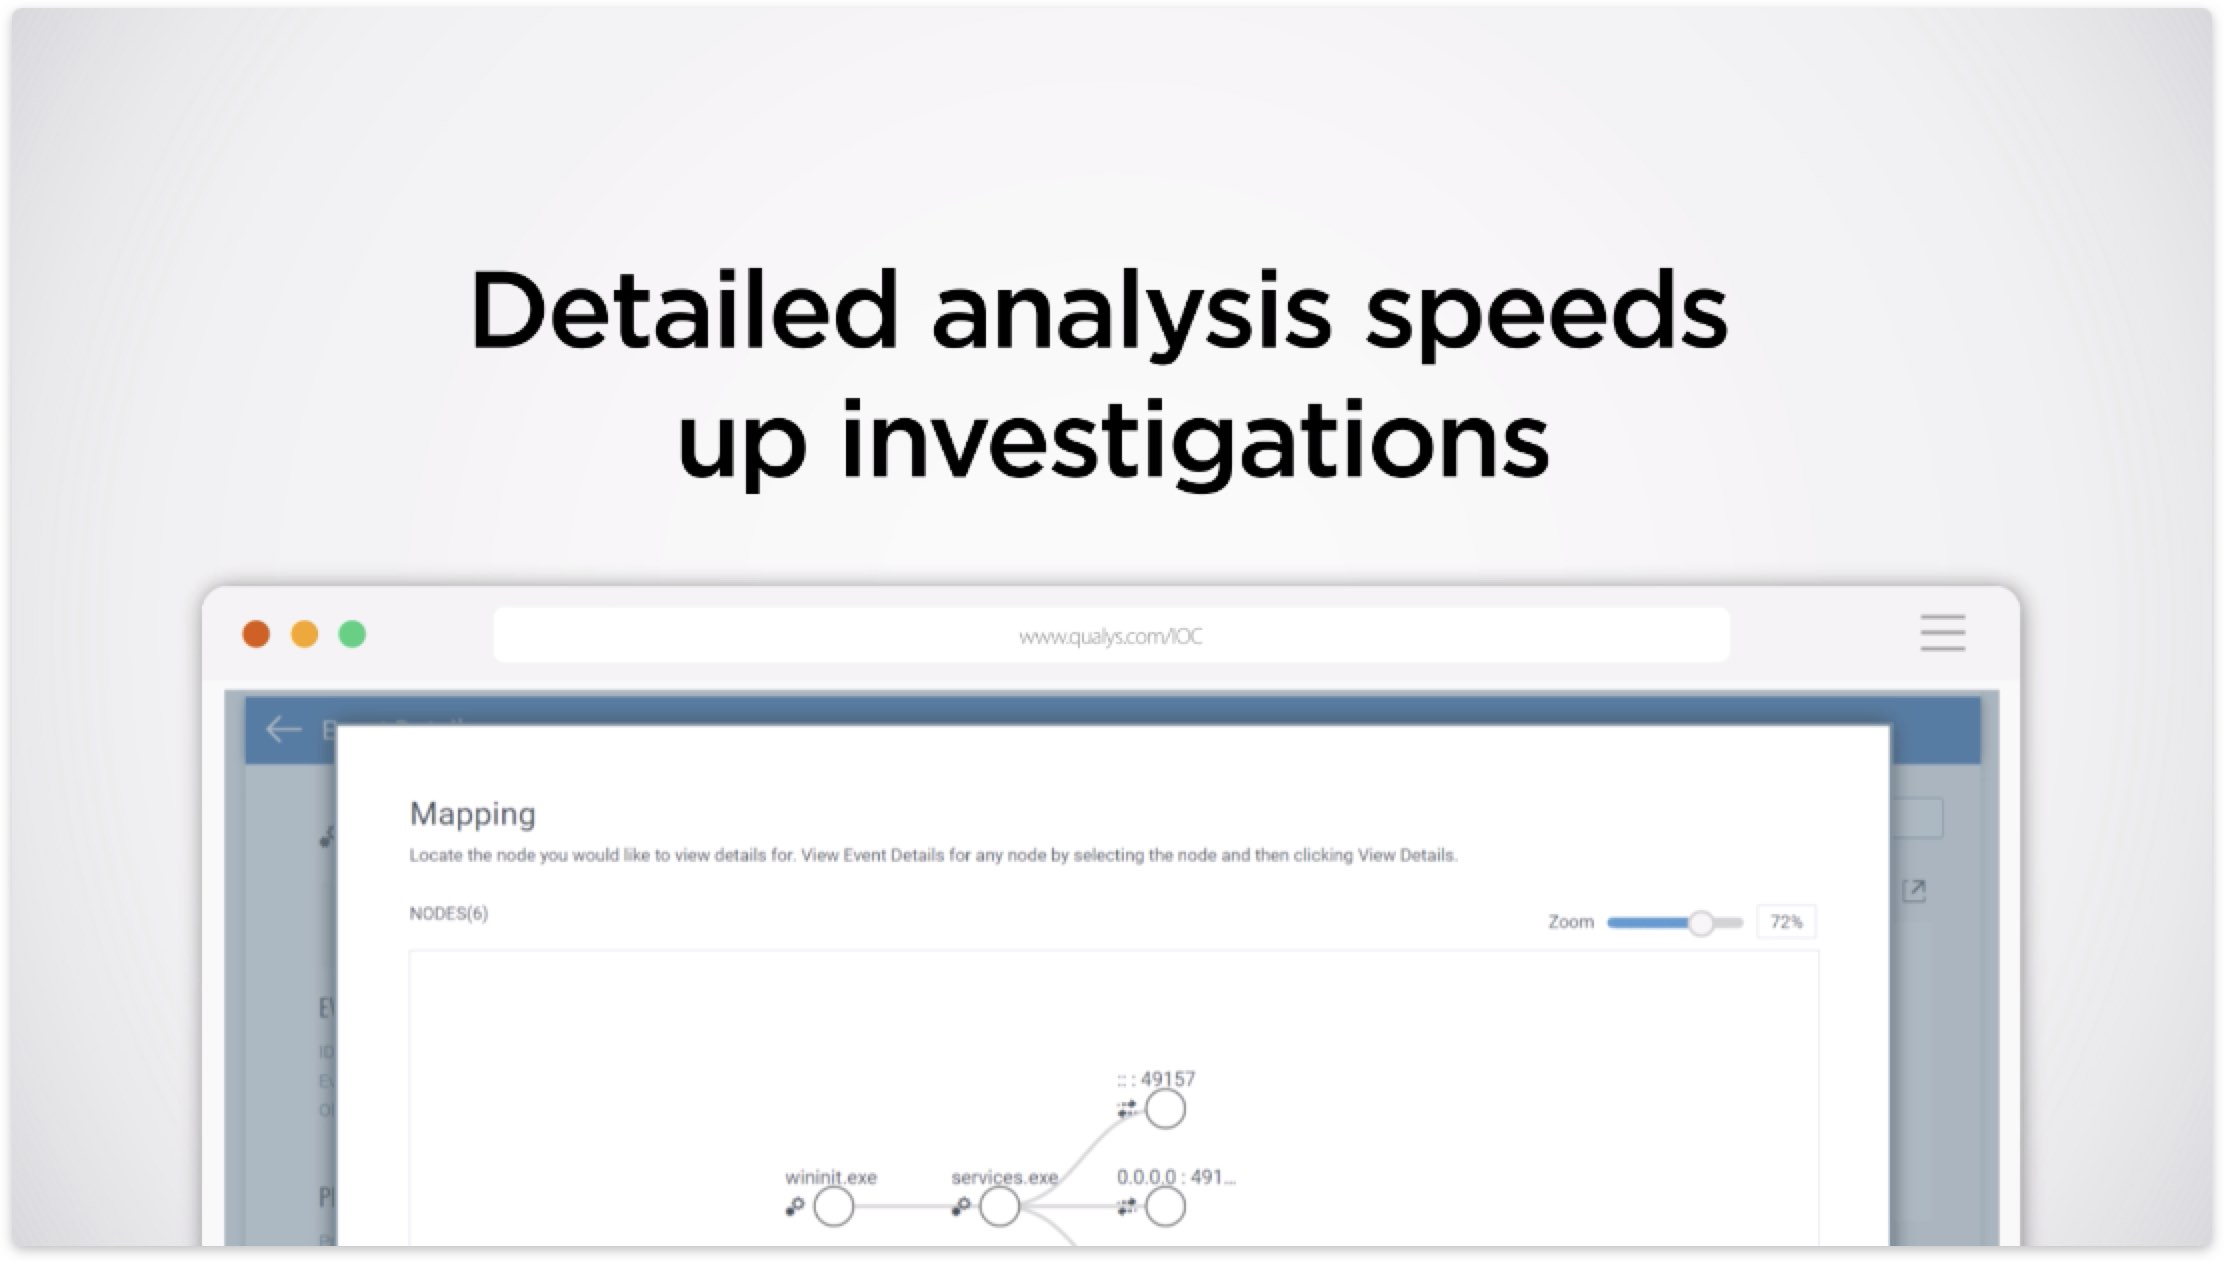 Detailed analysis speeds
up investigations
www.qualys.com/IOC
Mapping
Locate the node you would like to view details for. View Event Details for any node by selecting the node and then clicking View Details.
NODES(6)
Zoom 72%
:: : 49157
wininit.exe services.exe 0.0.0.0 : 491...